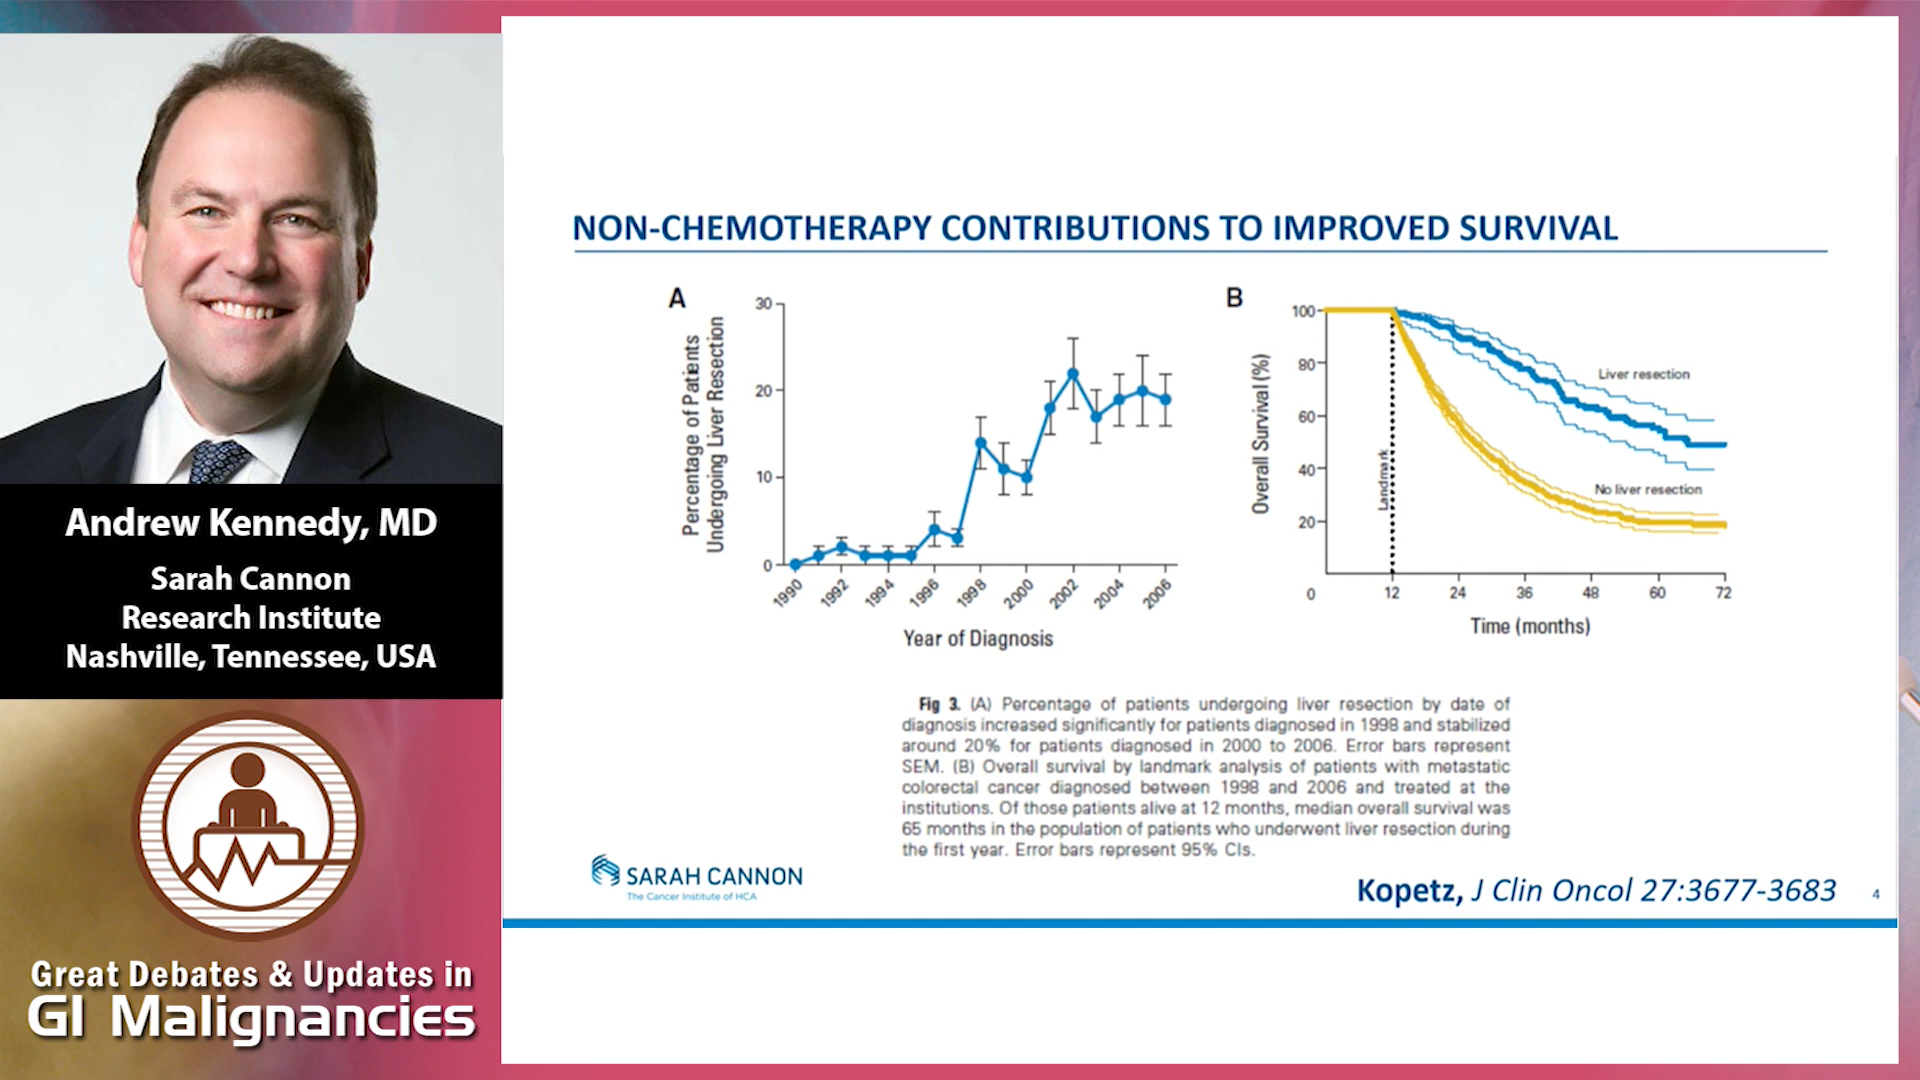 Andrew Kennedy, MD
Sarah Cannon
Research Institute
Nashville, Tennessee, USA
Great Debates & Updates in
GI Malignancies
NON-CHEMOTHERAPY CONTRIBUTIONS TO IMPROVED SURVIVAL
A
Percentage of Patients
Undergoing Liver Resection
30
20
10
0
1990
1992
1994
1996
1998
2000
2002
2004
2006
Year of Diagnosis
B
Overall Survival (%)
100
80
60
40
20
Landmark
Liver resection
No liver resection
0
12
24
36
48
60
72
Time (months)
Fig 3. (A) Percentage of patients undergoing liver resection by date of
diagnosis increased significantly for patients diagnosed in 1998 and stabilized
around 20% for patients diagnosed in 2000 to 2006. Error bars represent
SEM. (B) Overall survival by landmark analysis of patients with metastatic
colorectal cancer diagnosed between 1998 and 2006 and treated at the
institutions. Of those patients alive at 12 months, median overall survival was
65 months in the population of patients who underwent liver resection during
the first year. Error bars represent 95% CIs.
SARAH CANNON
The Cancer Institute of HCA
Kopetz, J Clin Oncol 27:3677-3683
4